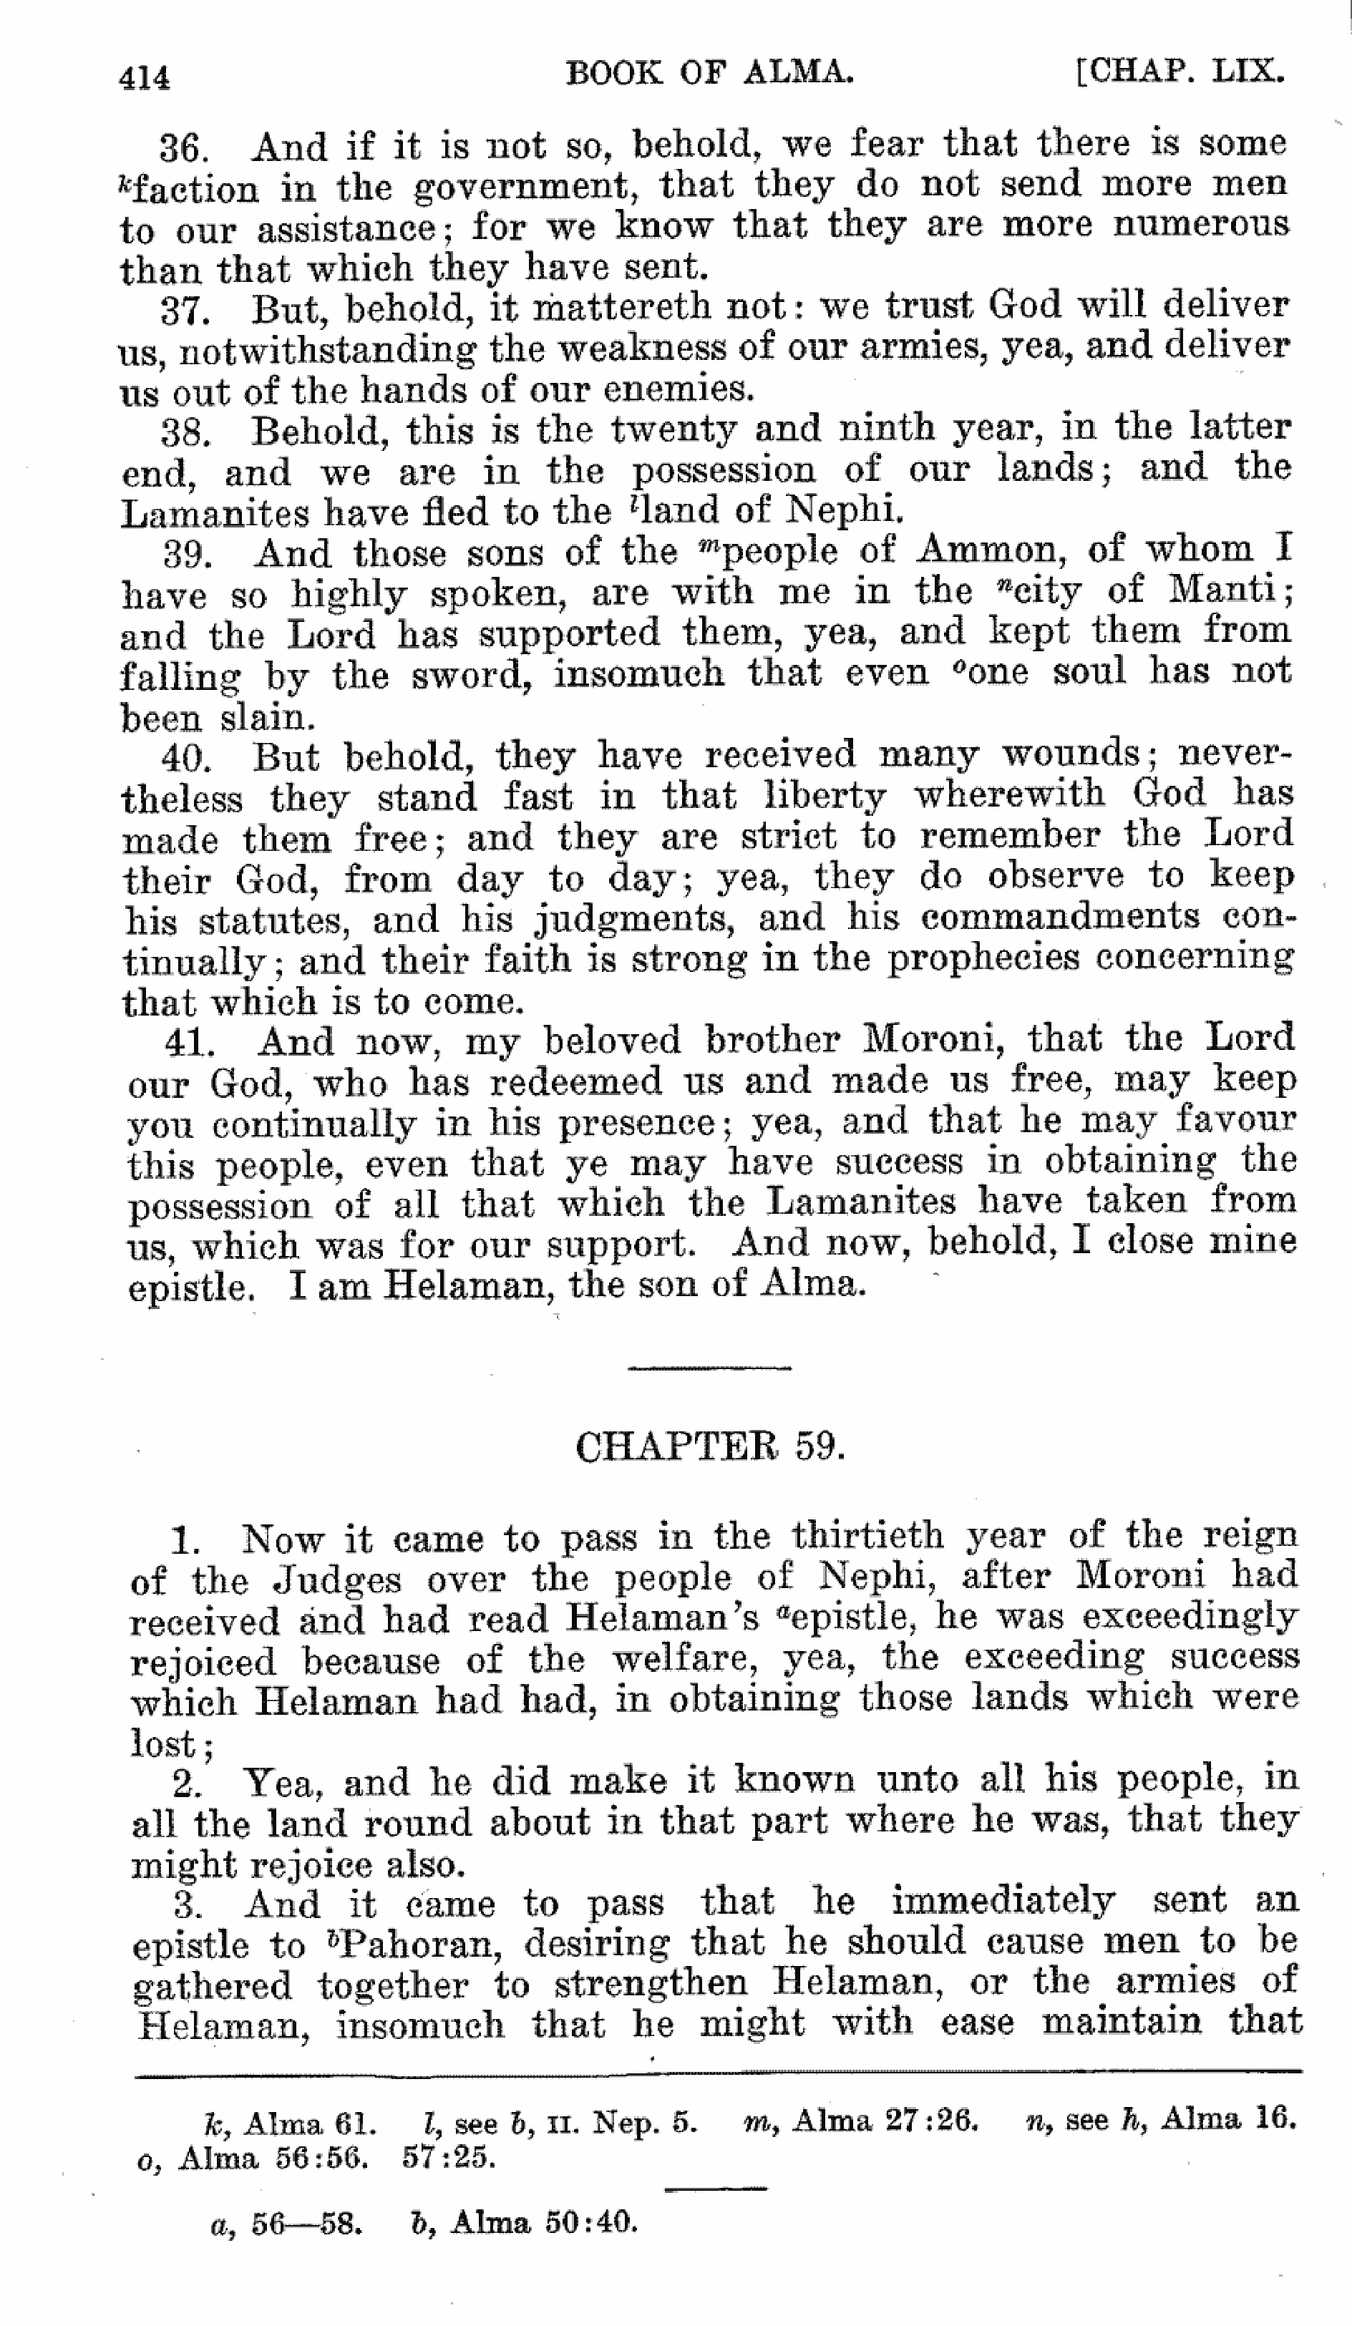 414 BOOK OF ALMA. [CHAP. LIX.
36. And if it is not so, behold, we fear that there is some
kfaction in the government, that they do not send more men
to our assistance; for we know that they are more numerous
than that which they have sent.
37. But, behold, it mattereth not: we trust God will deliver
us, notwithstanding the weakness of our armies, yea, and deliver
us out of the hands of our enemies.
38. Behold, this is the twenty and ninth year, in the latter
end, and we are in the possession of our lands; and the
Lamanites have fled to the lland of Nephi.
39. And those sons of the mpeople of Ammon, of whom I
have so highly spoken, are with me in the ncity of Manti;
and the Lord has supported them, yea, and kept them from
falling by the sword, insomuch that even oone soul has not
been slain.
40. But behold, they have received many wounds; never-
theless they stand fast in that liberty wherewith God has
made them free; and they are strict to remember the Lord
their God, from day to day; yea, they do observe to keep
his statutes, and his judgments, and his commandments con-
tinually; and their faith is strong in the prophecies concerning
that which is to come.
41. And now, my beloved brother Moroni, that the Lord
our God, who has redeemed us and made us free, may keep
you continually in his presence; yea, and that he may favour
this people, even that ye may have success in obtaining the
possession of all that which the Lamanites have taken from
us, which was for our support. And now, behold, I close mine
epistle. I am Helaman, the son of Alma.
CHAPTER 59.
1. Now it came to pass in the thirtieth year of the reign
of the Judges over the people of Nephi, after Moroni had
received and had read Helaman's aepistle, he was exceedingly
rejoiced because of the welfare, yea, the exceeding success
which Helaman had had, in obtaining those lands which were
lost;
2. Yea, and he did make it known unto all his people, in
all the land round about in that part where he was, that they
might rejoice also.
3. And it came to pass that he immediately sent an
epistle to bPahoran, desiring that he should cause men to be
gathered together to strengthen Helaman, or the armies of
Helaman, insomuch that he might with ease maintain that
k, Alma 61. l, see b, II. Nep. 5. m, Alma 27:26. n, see h, Alma 16.
o, Alma 56:56. 57:25.
a, 56—58. b, Alma 50:40.